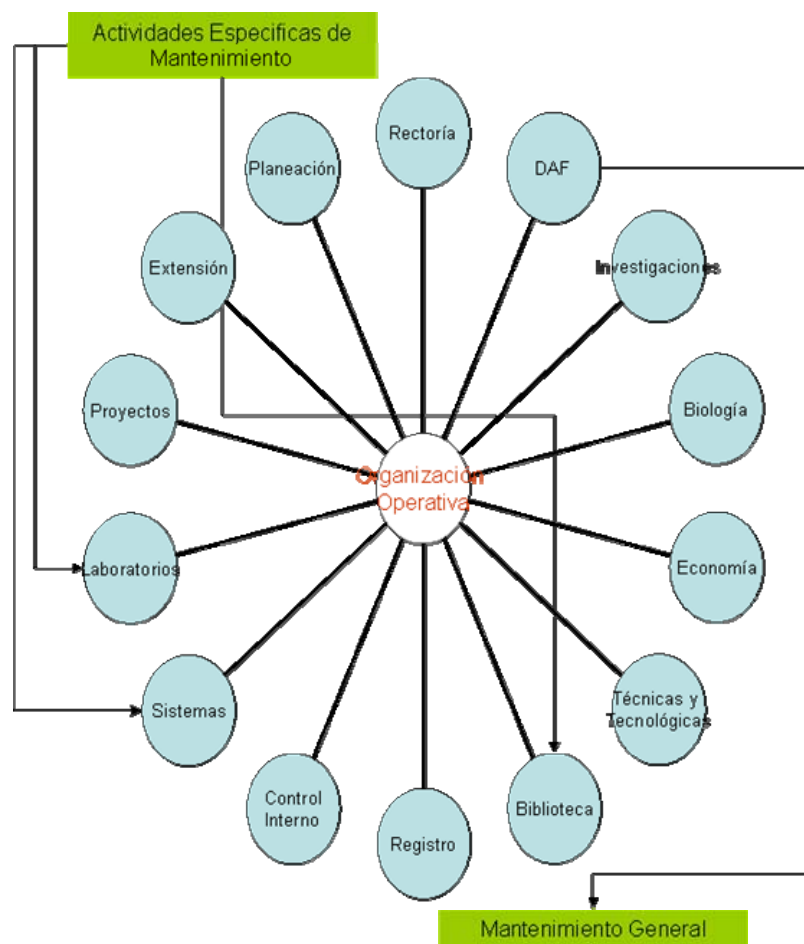 Actividades Especificas de
Mantenimiento
Rectoría
Planeación
DAF
Extensión
Investigaciones
Proyectos
Biología
Organización
Operativa
Laboratorios
Economía
Sistemas
Técnicas y
Tecnológicas
Control
Interno
Biblioteca
Registro
Mantenimiento General